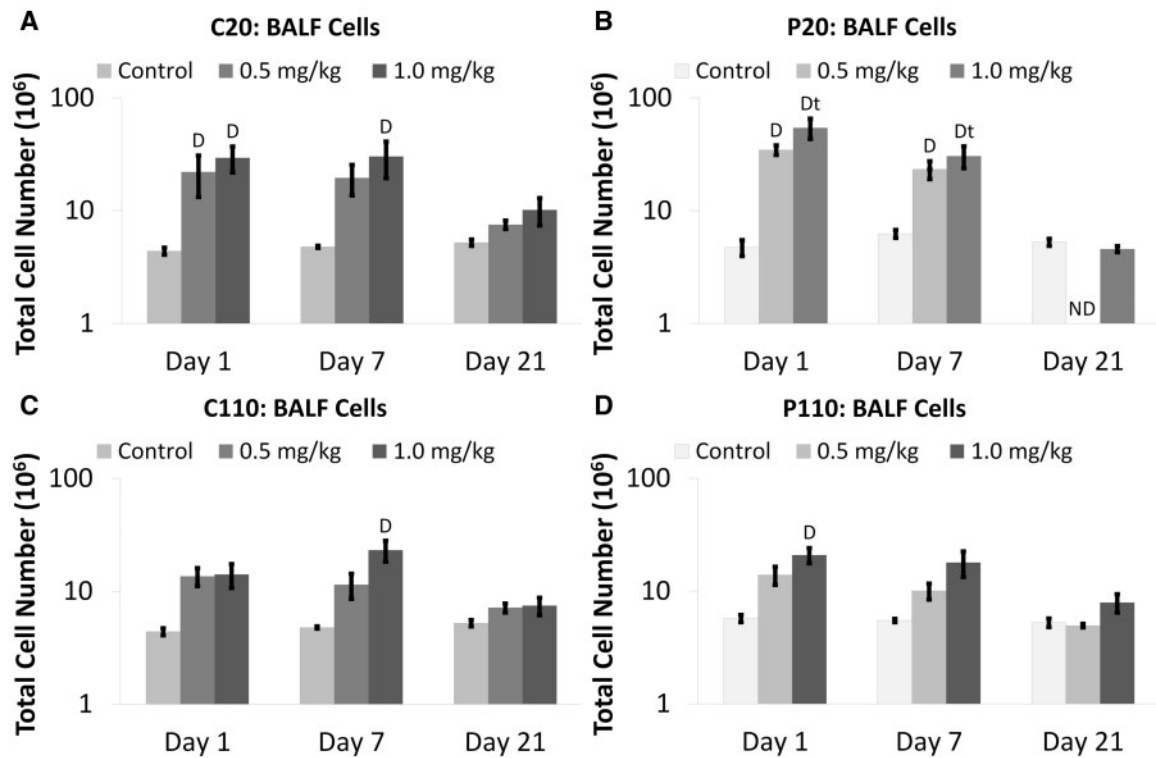 A
C20: BALF Cells
Control 0.5 mg/kg 1.0 mg/kg
Total Cell Number (10⁶)
100
10
1
D D
D
Day 1 Day 7 Day 21
B
P20: BALF Cells
Control 0.5 mg/kg 1.0 mg/kg
Total Cell Number (10⁶)
100
10
1
D Dt
D Dt
ND
Day 1 Day 7 Day 21
C
C110: BALF Cells
Control 0.5 mg/kg 1.0 mg/kg
Total Cell Number (10⁶)
100
10
1
D
Day 1 Day 7 Day 21
D
P110: BALF Cells
Control 0.5 mg/kg 1.0 mg/kg
Total Cell Number (10⁶)
100
10
1
D
Day 1 Day 7 Day 21